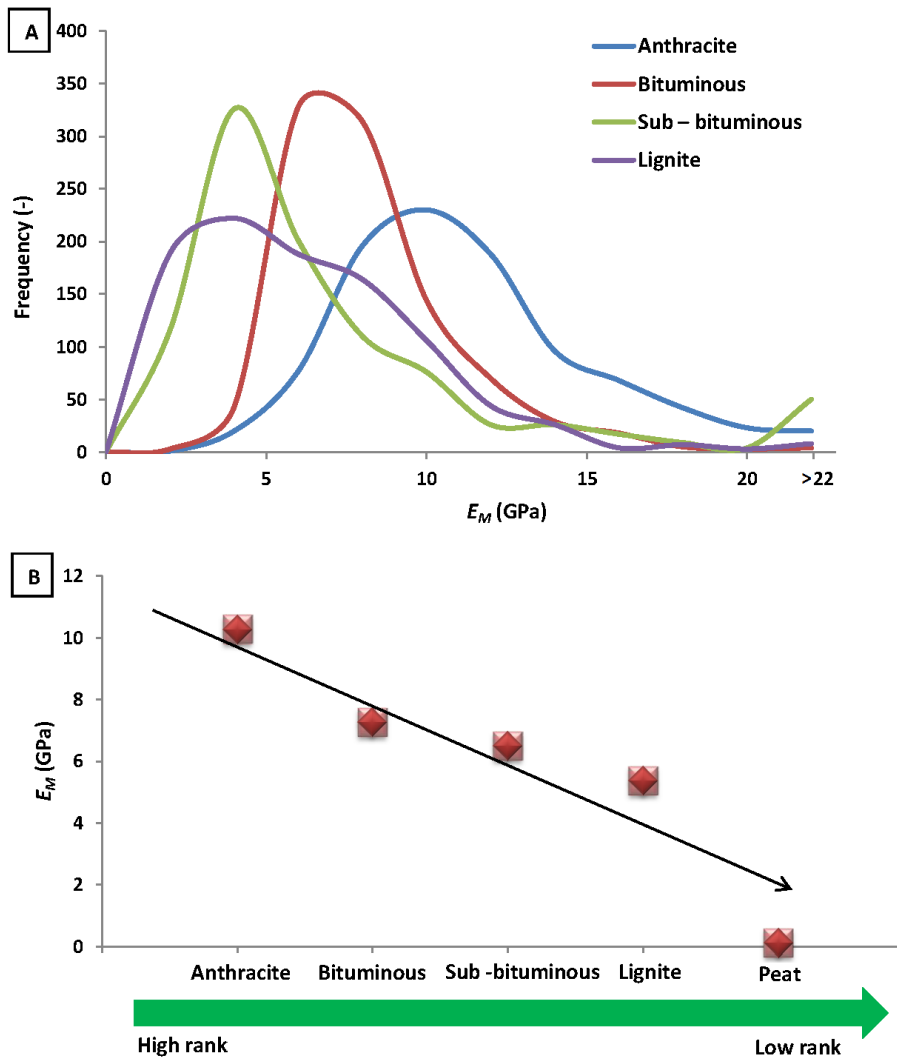 A
400
350
300
250
200
150
100
50
0
Frequency (-)
Anthracite
Bituminous
Sub – bituminous
Lignite
0 5 10 15 20 >22
E_M (GPa)
B
12
10
8
6
4
2
0
E_M (GPa)
Anthracite Bituminous Sub -bituminous Lignite Peat
High rank Low rank